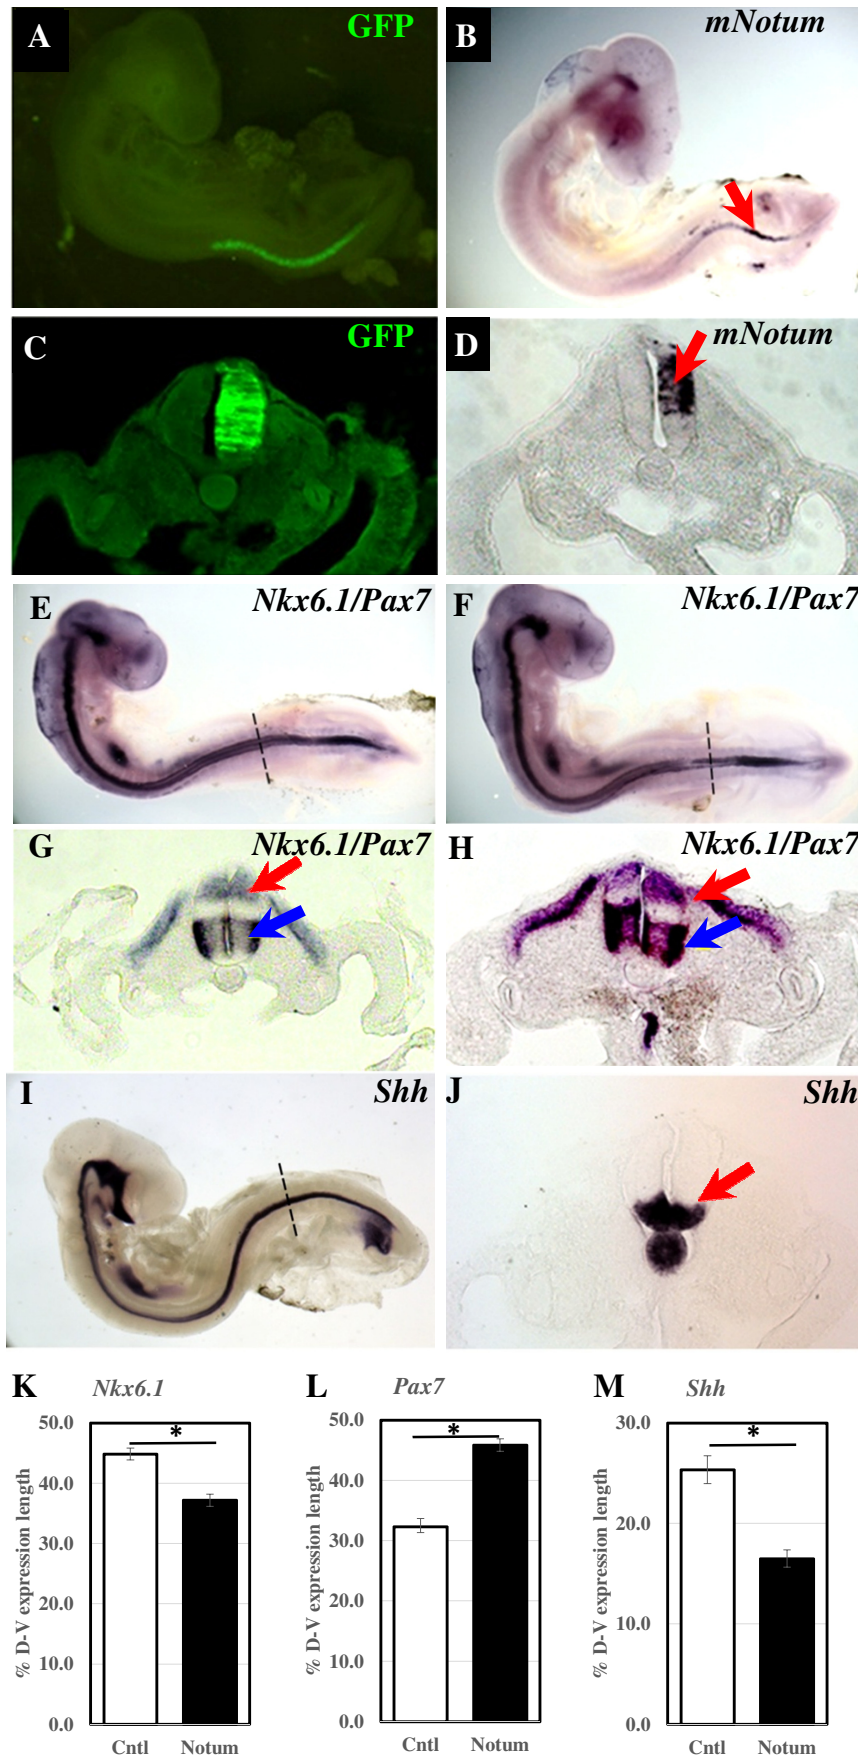 A GFP
B mNotum
C GFP
D mNotum
E Nkx6.1/Pax7
F Nkx6.1/Pax7
G Nkx6.1/Pax7
H Nkx6.1/Pax7
I Shh
J Shh
K Nkx6.1
% D-V expression length
50.0
40.0
30.0
20.0
10.0
0.0
*
Cntl Notum
L Pax7
% D-V expression length
50.0
40.0
30.0
20.0
10.0
0.0
*
Cntl Notum
M Shh
% D-V expression length
30.0
20.0
10.0
0.0
*
Cntl Notum